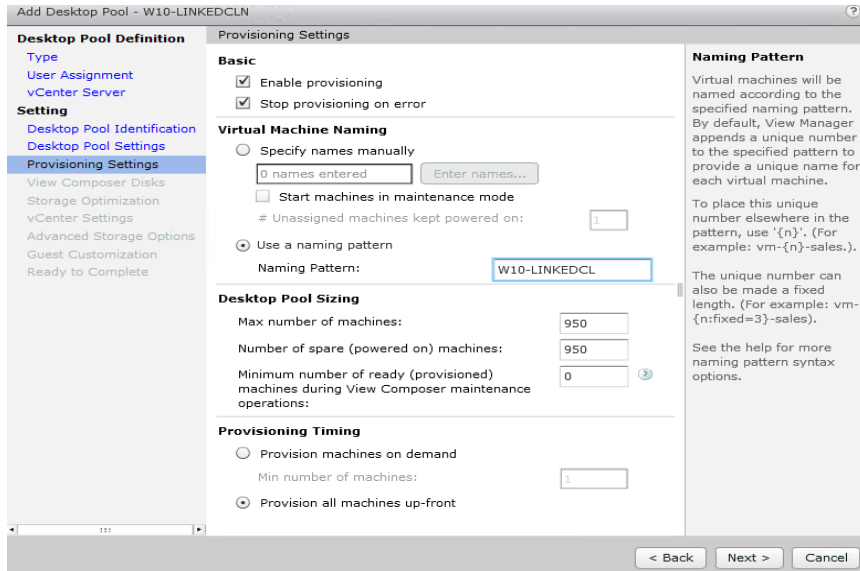 Add Desktop Pool - W10-LINKEDCLN
?
Desktop Pool Definition
Type
User Assignment
vCenter Server
Setting
Desktop Pool Identification
Desktop Pool Settings
Provisioning Settings
View Composer Disks
Storage Optimization
vCenter Settings
Advanced Storage Options
Guest Customization
Ready to Complete
Provisioning Settings
Basic
Enable provisioning
Stop provisioning on error
Virtual Machine Naming
Specify names manually
0 names entered
Enter names...
Start machines in maintenance mode
# Unassigned machines kept powered on:
1
Use a naming pattern
Naming Pattern:
W10-LINKEDCL
Desktop Pool Sizing
Max number of machines:
950
Number of spare (powered on) machines:
950
Minimum number of ready (provisioned)
machines during View Composer maintenance
operations:
0
?
Provisioning Timing
Provision machines on demand
Min number of machines:
1
Provision all machines up-front
Naming Pattern
Virtual machines will be
named according to the
specified naming pattern.
By default, View Manager
appends a unique number
to the specified pattern to
provide a unique name for
each virtual machine.
To place this unique
number elsewhere in the
pattern, use '{n}'. (For
example: vm-{n}-sales.).
The unique number can
also be made a fixed
length. (For example: vm-
{n:fixed=3}-sales).
See the help for more
naming pattern syntax
options.
< Back
Next >
Cancel